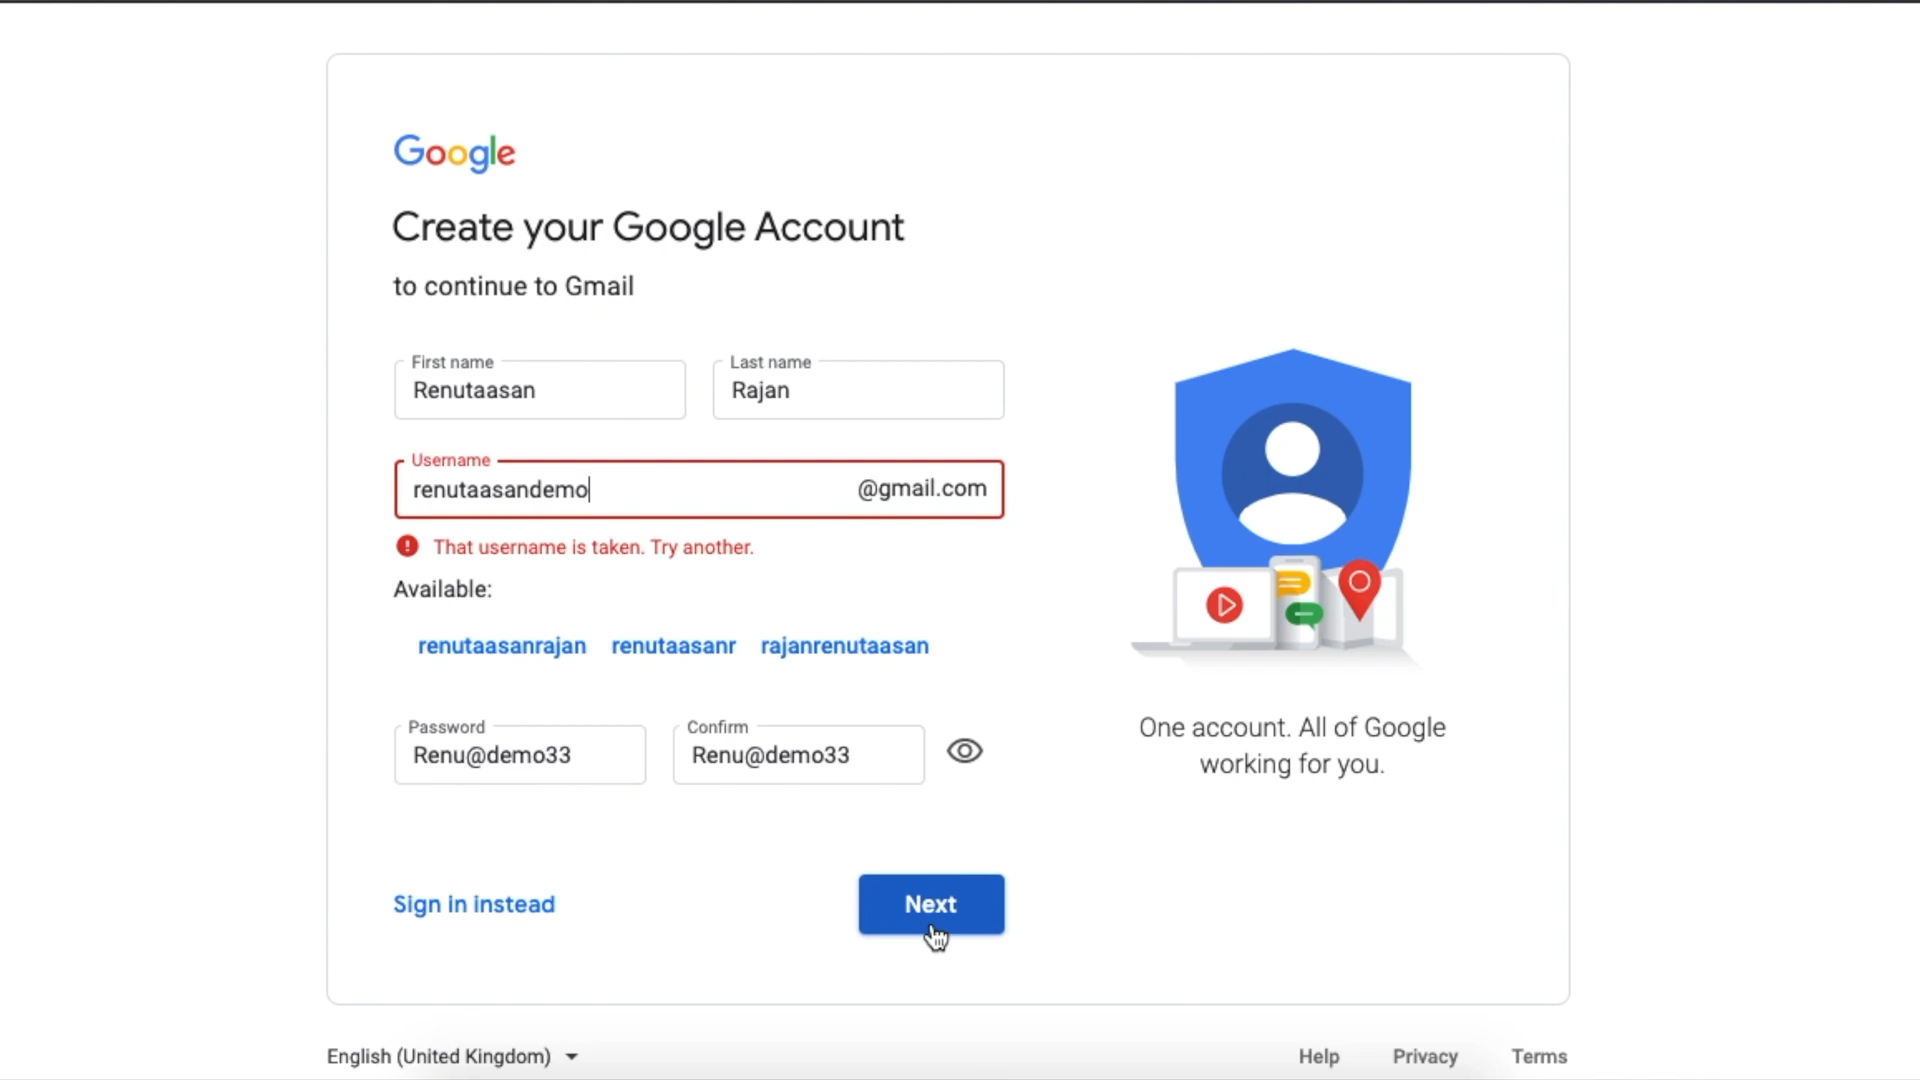 Google
Create your Google Account
to continue to Gmail
First name
Renutaasan
Last name
Rajan
Username
renutaasandemo
@gmail.com
That username is taken. Try another.
Available:
renutaasanrajan renutaasanr rajanrenutaasan
Password
Renu@demo33
Confirm
Renu@demo33
One account. All of Google
working for you.
Sign in instead
Next
English (United Kingdom)
Help Privacy Terms